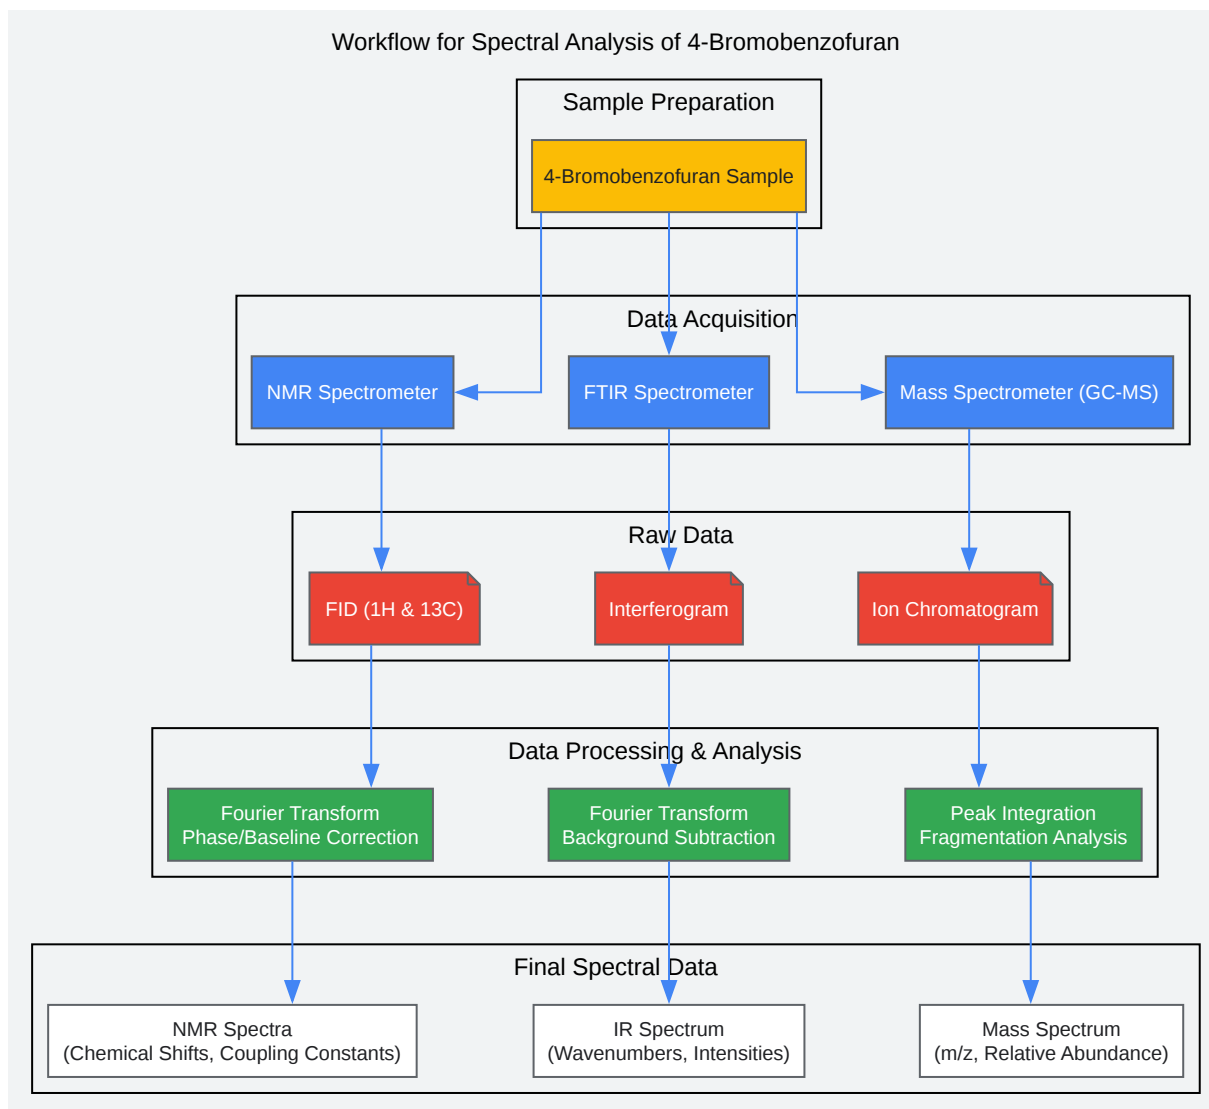 Workflow for Spectral Analysis of 4-Bromobenzofuran
Sample Preparation
4-Bromobenzofuran Sample
Data Acquisition
NMR Spectrometer
FTIR Spectrometer
Mass Spectrometer (GC-MS)
Raw Data
FID (1H & 13C)
Interferogram
Ion Chromatogram
Data Processing & Analysis
Fourier Transform
Phase/Baseline Correction
Fourier Transform
Background Subtraction
Peak Integration
Fragmentation Analysis
Final Spectral Data
NMR Spectra
(Chemical Shifts, Coupling Constants)
IR Spectrum
(Wavenumbers, Intensities)
Mass Spectrum
(m/z, Relative Abundance)